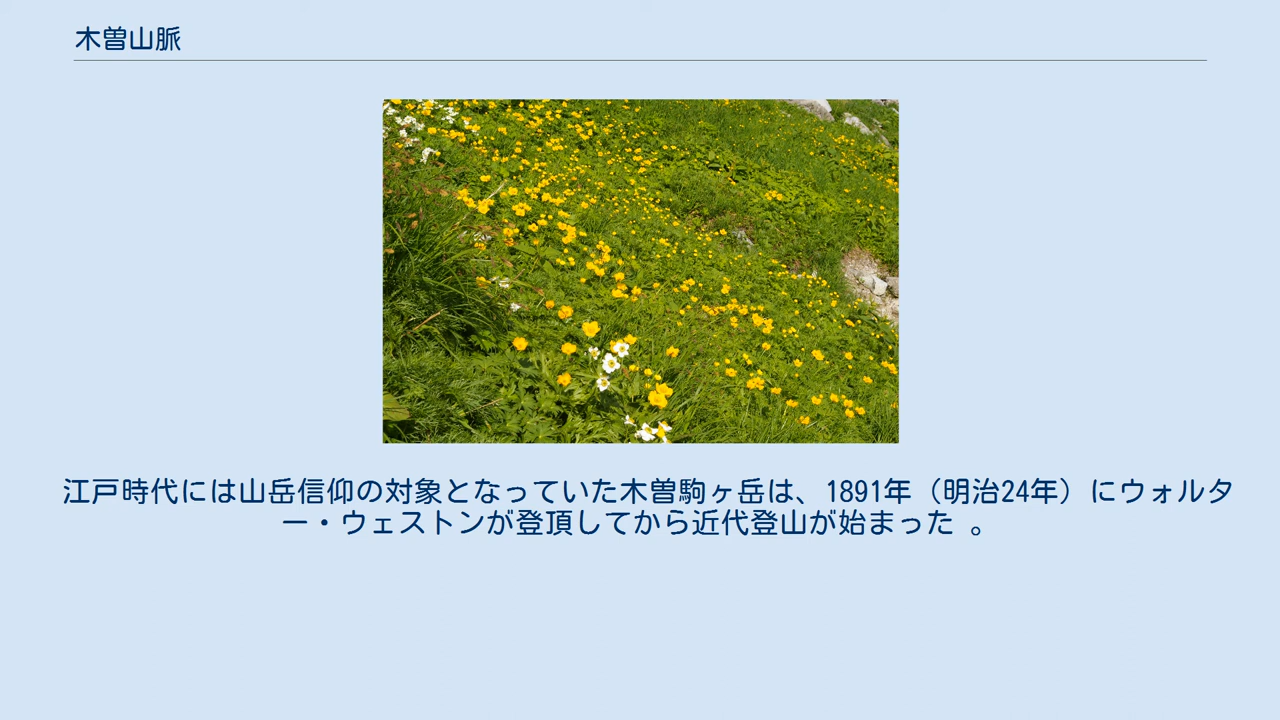 木曽山脈
江戸時代には山岳信仰の対象となっていた木曽駒ヶ岳は、1891年（明治24年）にウォルタ
ー・ウェストンが登頂してから近代登山が始まった 。